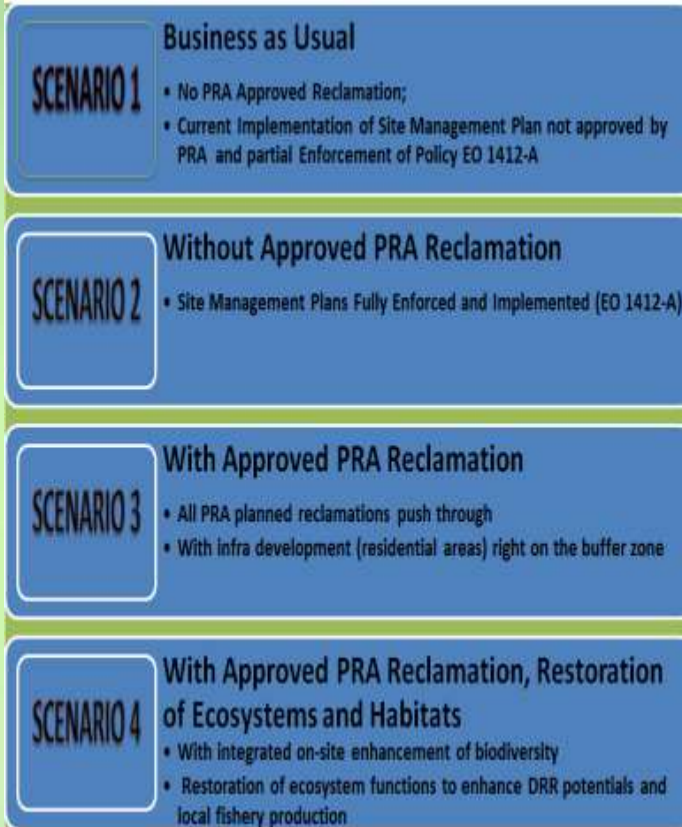 SCENARIO 1
Business as Usual
• No PRA Approved Reclamation;
• Current Implementation of Site Management Plan not approved by
PRA and partial Enforcement of Policy EO 1412-A
SCENARIO 2
Without Approved PRA Reclamation
• Site Management Plans Fully Enforced and Implemented (EO 1412-A)
SCENARIO 3
With Approved PRA Reclamation
• All PRA planned reclamations push through
• With infra development (residential areas) right on the buffer zone
SCENARIO 4
With Approved PRA Reclamation, Restoration
of Ecosystems and Habitats
• With integrated on-site enhancement of biodiversity
• Restoration of ecosystem functions to enhance DRR potentials and
local fishery production